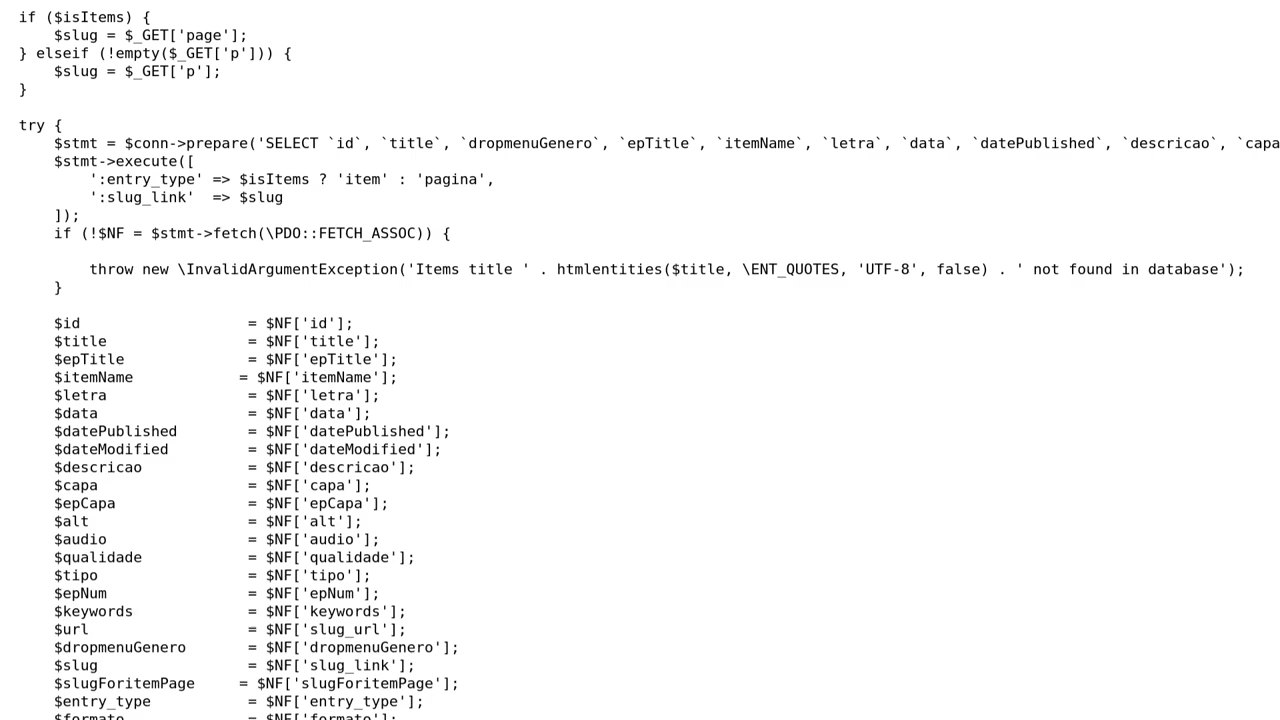 if ($isItems) {
    $slug = $_GET['page'];
} elseif (!empty($_GET['p'])) {
    $slug = $_GET['p'];
}

try {
    $stmt = $conn->prepare('SELECT `id`, `title`, `dropmenuGenero`, `epTitle`, `itemName`, `letra`, `data`, `datePublished`, `descricao`, `capa
    $stmt->execute([
        ':entry_type' => $isItems ? 'item' : 'pagina',
        ':slug_link'  => $slug
    ]);
    if (!$NF = $stmt->fetch(\PDO::FETCH_ASSOC)) {

        throw new \InvalidArgumentException('Items title ' . htmlentities($title, \ENT_QUOTES, 'UTF-8', false) . ' not found in database');
    }

    $id                   = $NF['id'];
    $title                = $NF['title'];
    $epTitle              = $NF['epTitle'];
    $itemName            = $NF['itemName'];
    $letra                = $NF['letra'];
    $data                 = $NF['data'];
    $datePublished        = $NF['datePublished'];
    $dateModified         = $NF['dateModified'];
    $descricao            = $NF['descricao'];
    $capa                 = $NF['capa'];
    $epCapa               = $NF['epCapa'];
    $alt                  = $NF['alt'];
    $audio                = $NF['audio'];
    $qualidade            = $NF['qualidade'];
    $tipo                 = $NF['tipo'];
    $epNum                = $NF['epNum'];
    $keywords             = $NF['keywords'];
    $url                  = $NF['slug_url'];
    $dropmenuGenero       = $NF['dropmenuGenero'];
    $slug                 = $NF['slug_link'];
    $slugForitemPage     = $NF['slugForitemPage'];
    $entry_type           = $NF['entry_type'];
    $formato              = $NF['formato'];